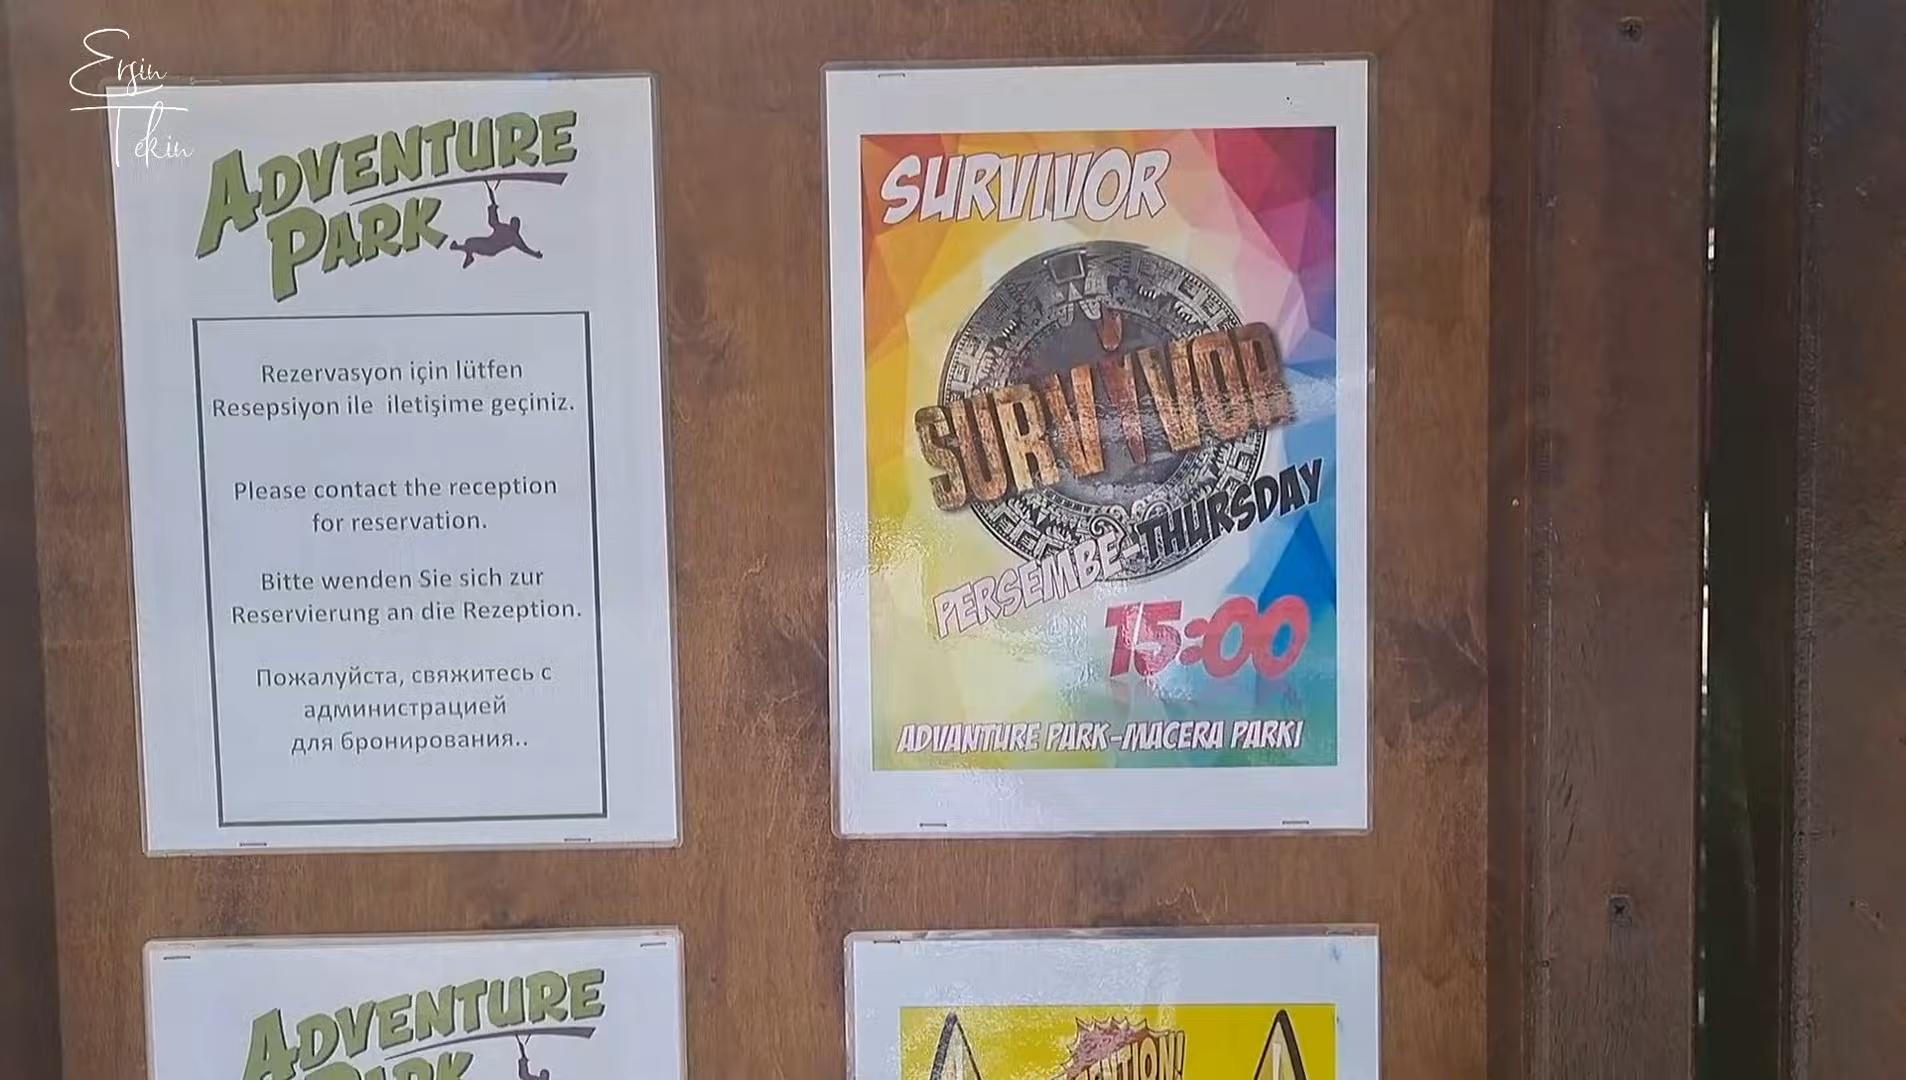 Ersin
Tekin
ADVENTURE
PARK
Rezervasyon için lütfen
Resepsiyon ile iletişime geçiniz.
Please contact the reception
for reservation.
Bitte wenden Sie sich zur
Reservierung an die Rezeption.
Пожалуйста, свяжитесь с
администрацией
для бронирования..
SURVIVOR
SURVIVOR
PERSEMBE-THURSDAY
15:00
ADVANTURE PARK-MACERA PARKI
ADVENTURE
PARK